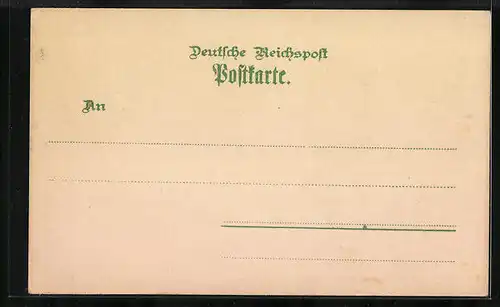 Deutsche Reichspost
Postkarte.
An